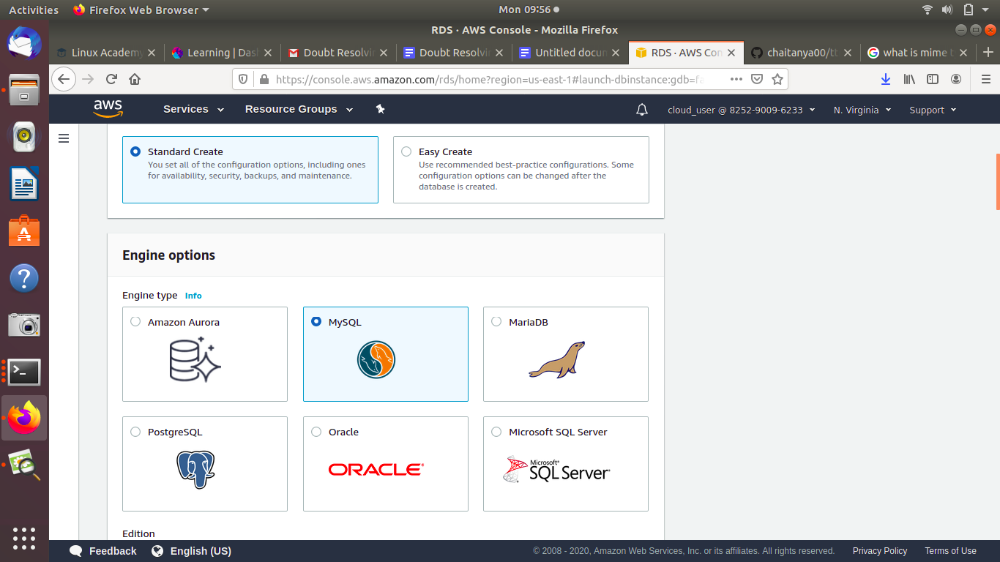 Activities Firefox Web Browser Mon 09:56
RDS · AWS Console - Mozilla Firefox
Linux Academy Learning | Das Doubt Resolvin Doubt Resolvin Untitled docum RDS · AWS Con chaitanya00/tt what is mime t
https://console.aws.amazon.com/rds/home?region=us-east-1#launch-dbinstance:gdb=fa
aws Services Resource Groups cloud_user @ 8252-9009-6233 N. Virginia Support
Standard Create
You set all of the configuration options, including ones
for availability, security, backups, and maintenance.
Easy Create
Use recommended best-practice configurations. Some
configuration options can be changed after the
database is created.
Engine options
Engine type Info
Amazon Aurora MySQL MariaDB
PostgreSQL Oracle Microsoft SQL Server
ORACLE
Microsoft
SQL Server
Edition
Feedback English (US) © 2008 - 2020, Amazon Web Services, Inc. or its affiliates. All rights reserved. Privacy Policy Terms of Use